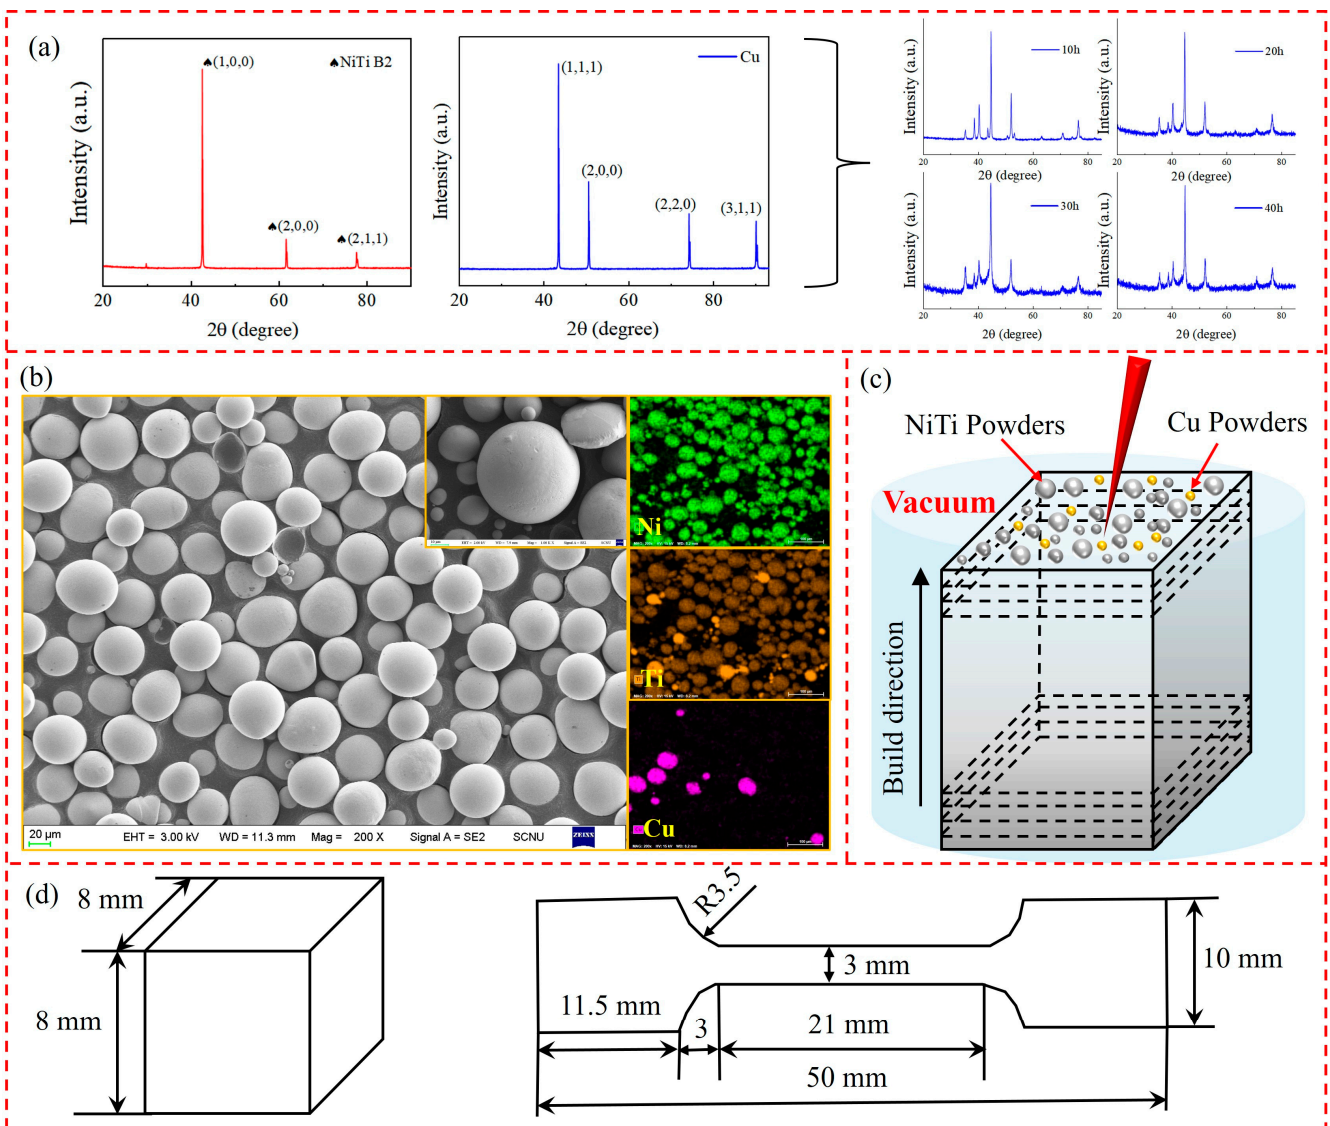 (a)
Intensity (a.u.)
♠(1,0,0)
♠NiTi B2
♠(2,0,0)
♠(2,1,1)
20 40 60 80
2θ (degree)
Intensity (a.u.)
Cu
(1,1,1)
(2,0,0)
(2,2,0)
(3,1,1)
20 40 60 80
2θ (degree)
Intensity (a.u.)
10h
20 40 60 80
2θ (degree)
Intensity (a.u.)
20h
20 40 60 80
2θ (degree)
Intensity (a.u.)
30h
20 40 60 80
2θ (degree)
Intensity (a.u.)
40h
20 40 60 80
2θ (degree)
(b)
Ni
Ti
Cu
20 μm EHT = 3.00 kV WD = 11.3 mm Mag = 200 X Signal A = SE2 SCNU ZEISS
(c)
NiTi Powders
Cu Powders
Vacuum
Build direction
(d)
8 mm
8 mm
R3.5
3 mm
10 mm
11.5 mm
3
21 mm
50 mm